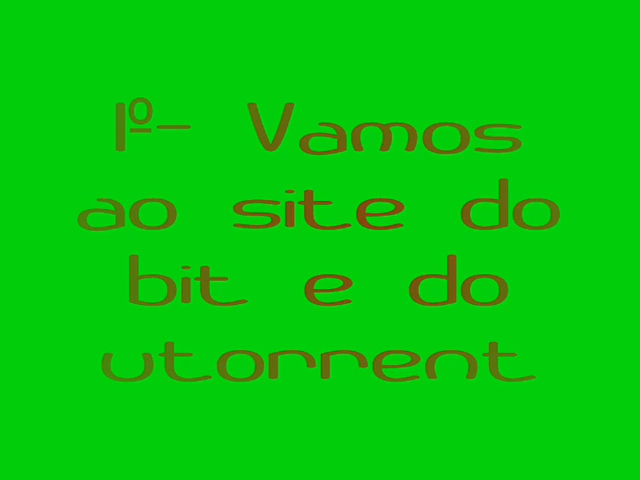 1º- Vamos
ao site do
bit e do
utorrent